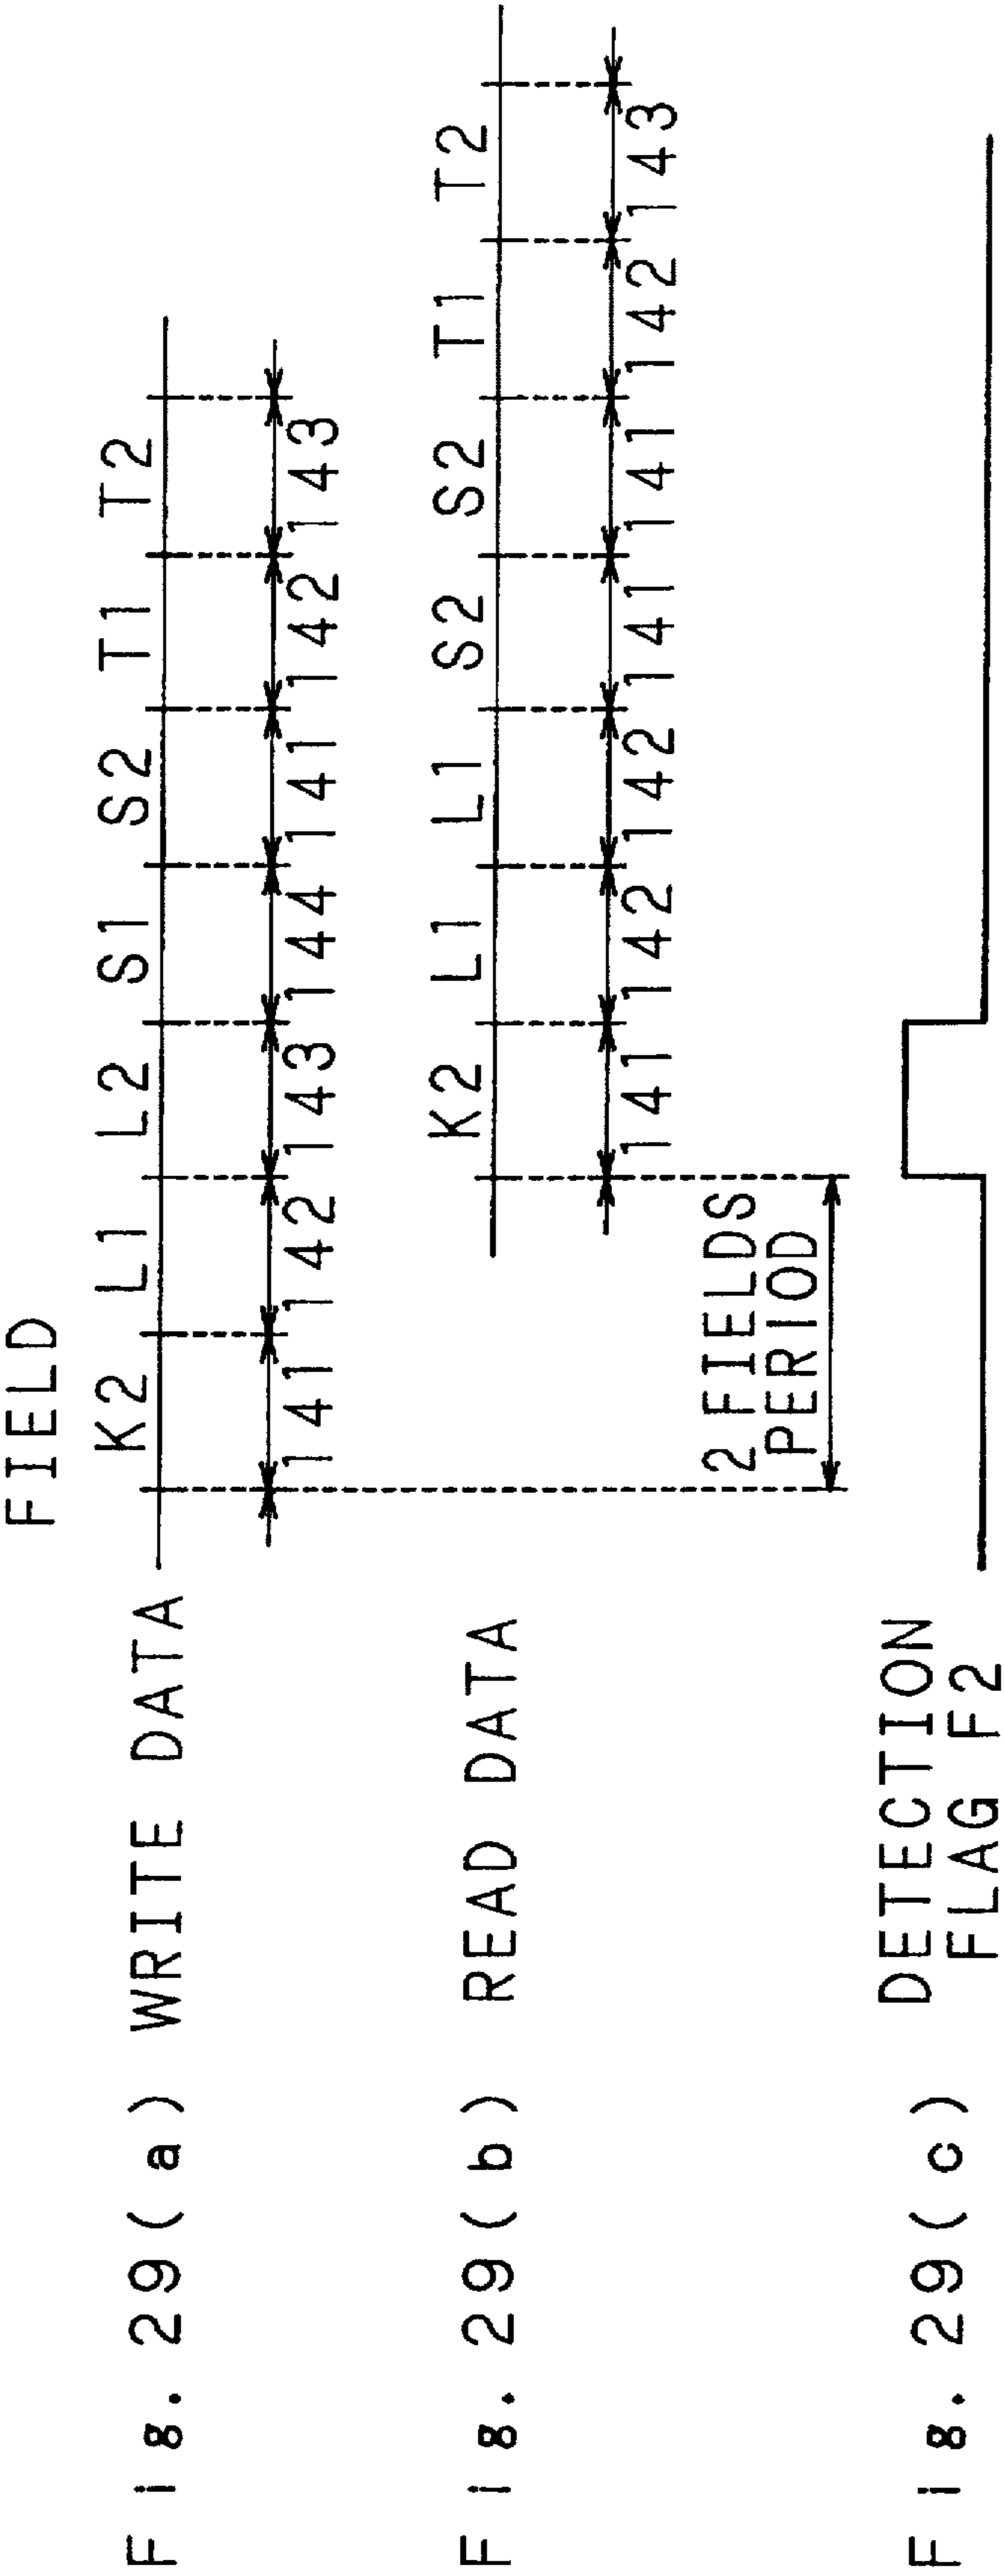 FIELD
K2 L1 L2 S1 S2 T1 T2
Fig. 29(a) WRITE DATA
141 142 143 144 141 142 143
K2 L1 L1 S2 S2 T1 T2
Fig. 29(b) READ DATA
141 142 142 141 141 142 143
2 FIELDS
PERIOD
Fig. 29(c) DETECTION
FLAG F2